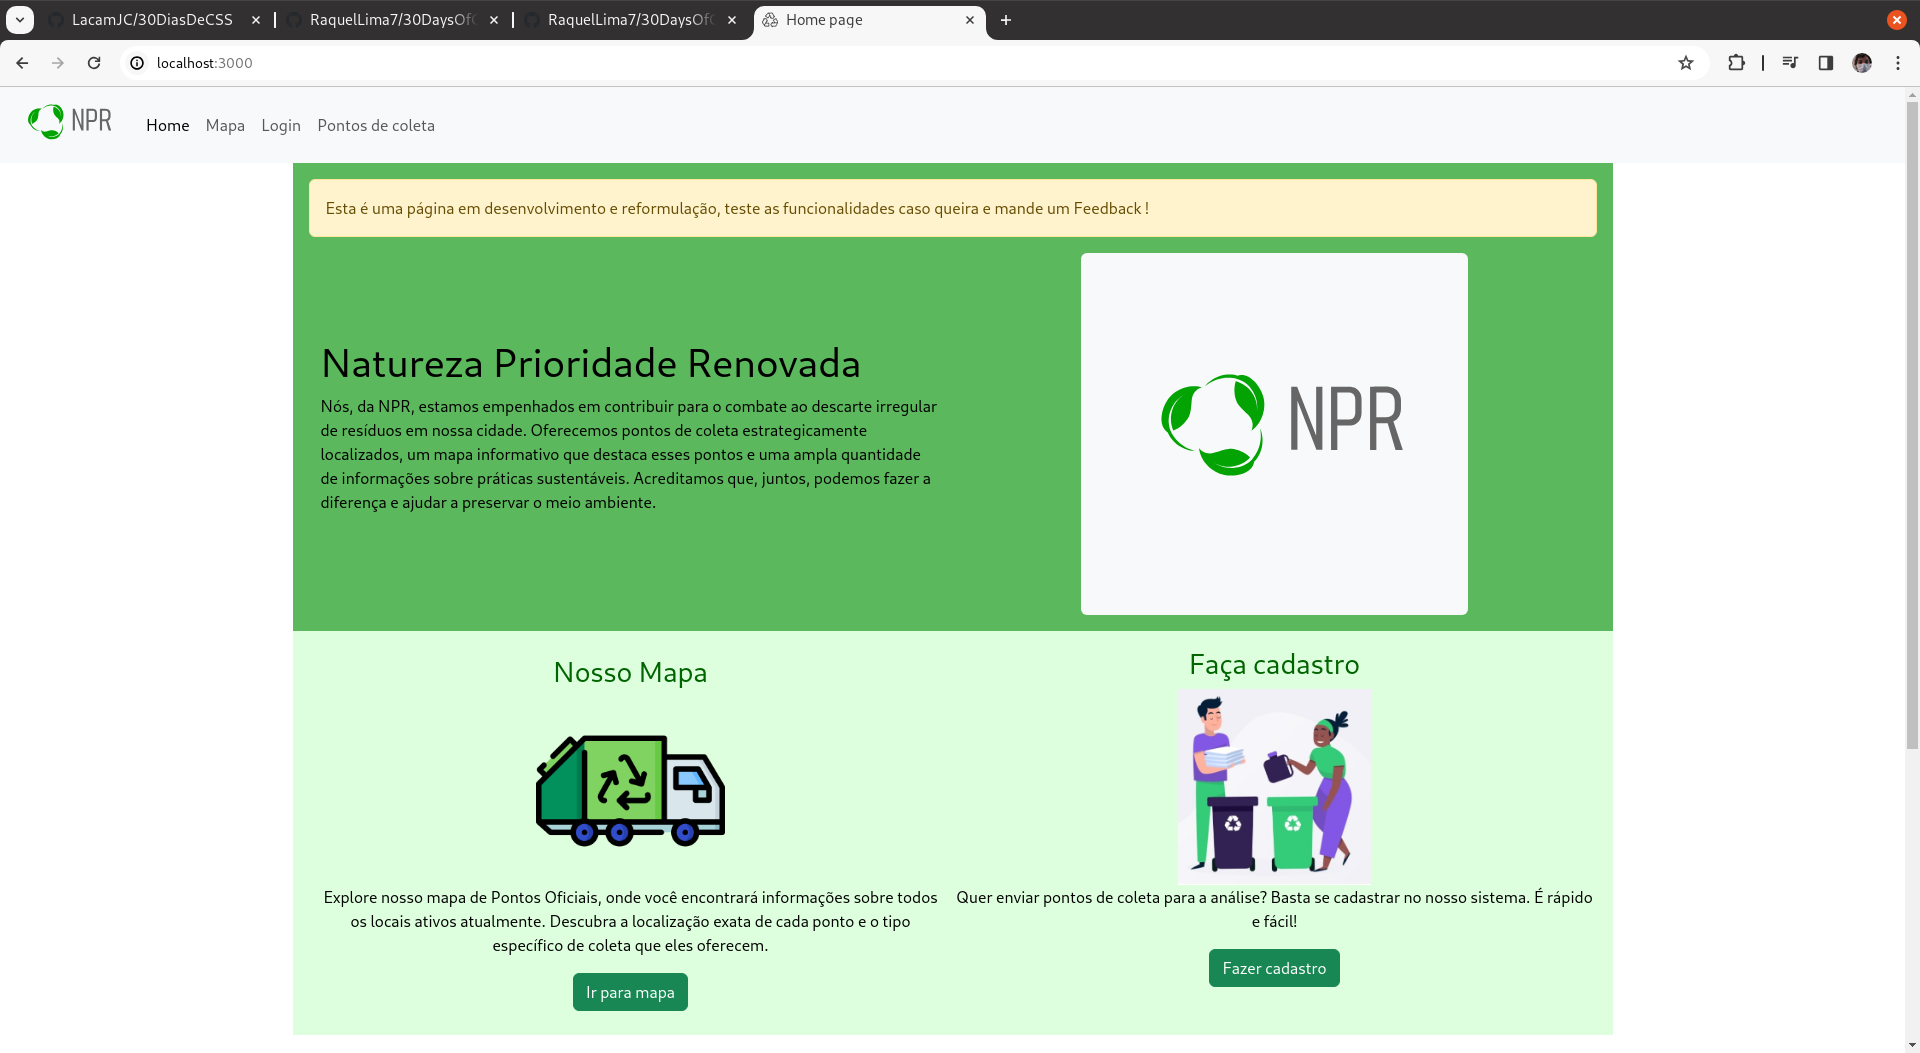 LacamJC/30DiasDeCSS
RaquelLima7/30DaysOf
RaquelLima7/30DaysOf
Home page
localhost:3000
NPR
Home
Mapa
Login
Pontos de coleta
Esta é uma página em desenvolvimento e reformulação, teste as funcionalidades caso queira e mande um Feedback !
Natureza Prioridade Renovada
Nós, da NPR, estamos empenhados em contribuir para o combate ao descarte irregular
de resíduos em nossa cidade. Oferecemos pontos de coleta estrategicamente
localizados, um mapa informativo que destaca esses pontos e uma ampla quantidade
de informações sobre práticas sustentáveis. Acreditamos que, juntos, podemos fazer a
diferença e ajudar a preservar o meio ambiente.
NPR
Nosso Mapa
Explore nosso mapa de Pontos Oficiais, onde você encontrará informações sobre todos
os locais ativos atualmente. Descubra a localização exata de cada ponto e o tipo
específico de coleta que eles oferecem.
Ir para mapa
Faça cadastro
Quer enviar pontos de coleta para a análise? Basta se cadastrar no nosso sistema. É rápido
e fácil!
Fazer cadastro